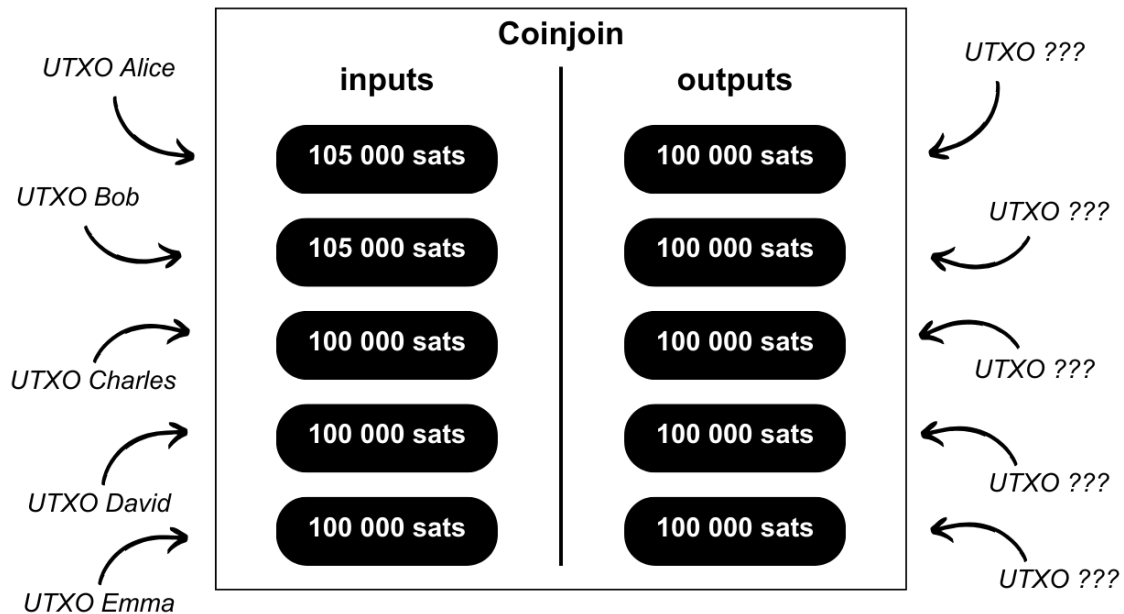 Coinjoin
inputs
outputs
UTXO Alice
UTXO ???
105 000 sats
100 000 sats
UTXO Bob
UTXO ???
105 000 sats
100 000 sats
UTXO Charles
UTXO ???
100 000 sats
100 000 sats
UTXO David
UTXO ???
100 000 sats
100 000 sats
UTXO Emma
UTXO ???
100 000 sats
100 000 sats